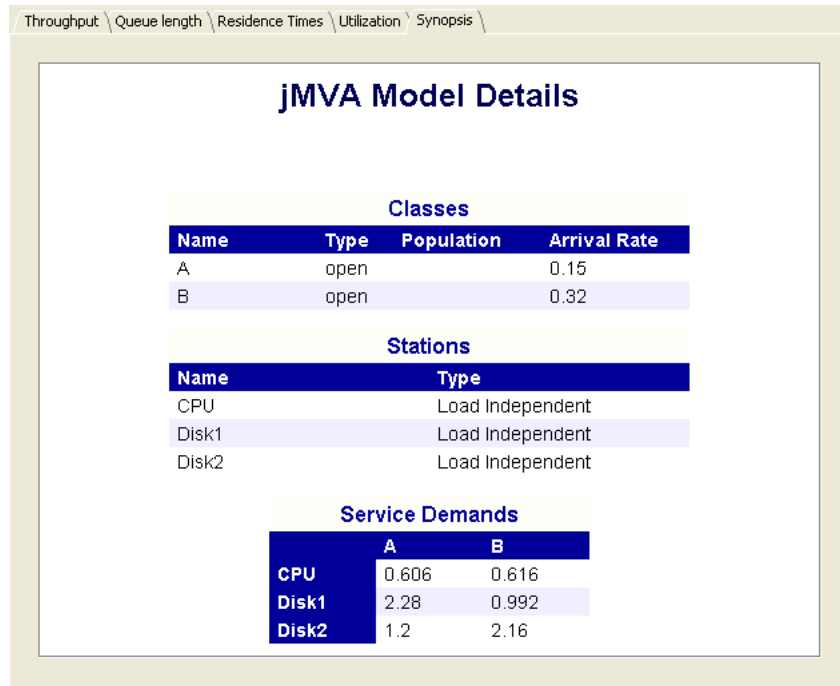 Throughput Queue length Residence Times Utilization Synopsis
jMVA Model Details
Classes
Name Type Population Arrival Rate
A open 0.15
B open 0.32
Stations
Name Type
CPU Load Independent
Disk1 Load Independent
Disk2 Load Independent
Service Demands
A B
CPU 0.606 0.616
Disk1 2.28 0.992
Disk2 1.2 2.16